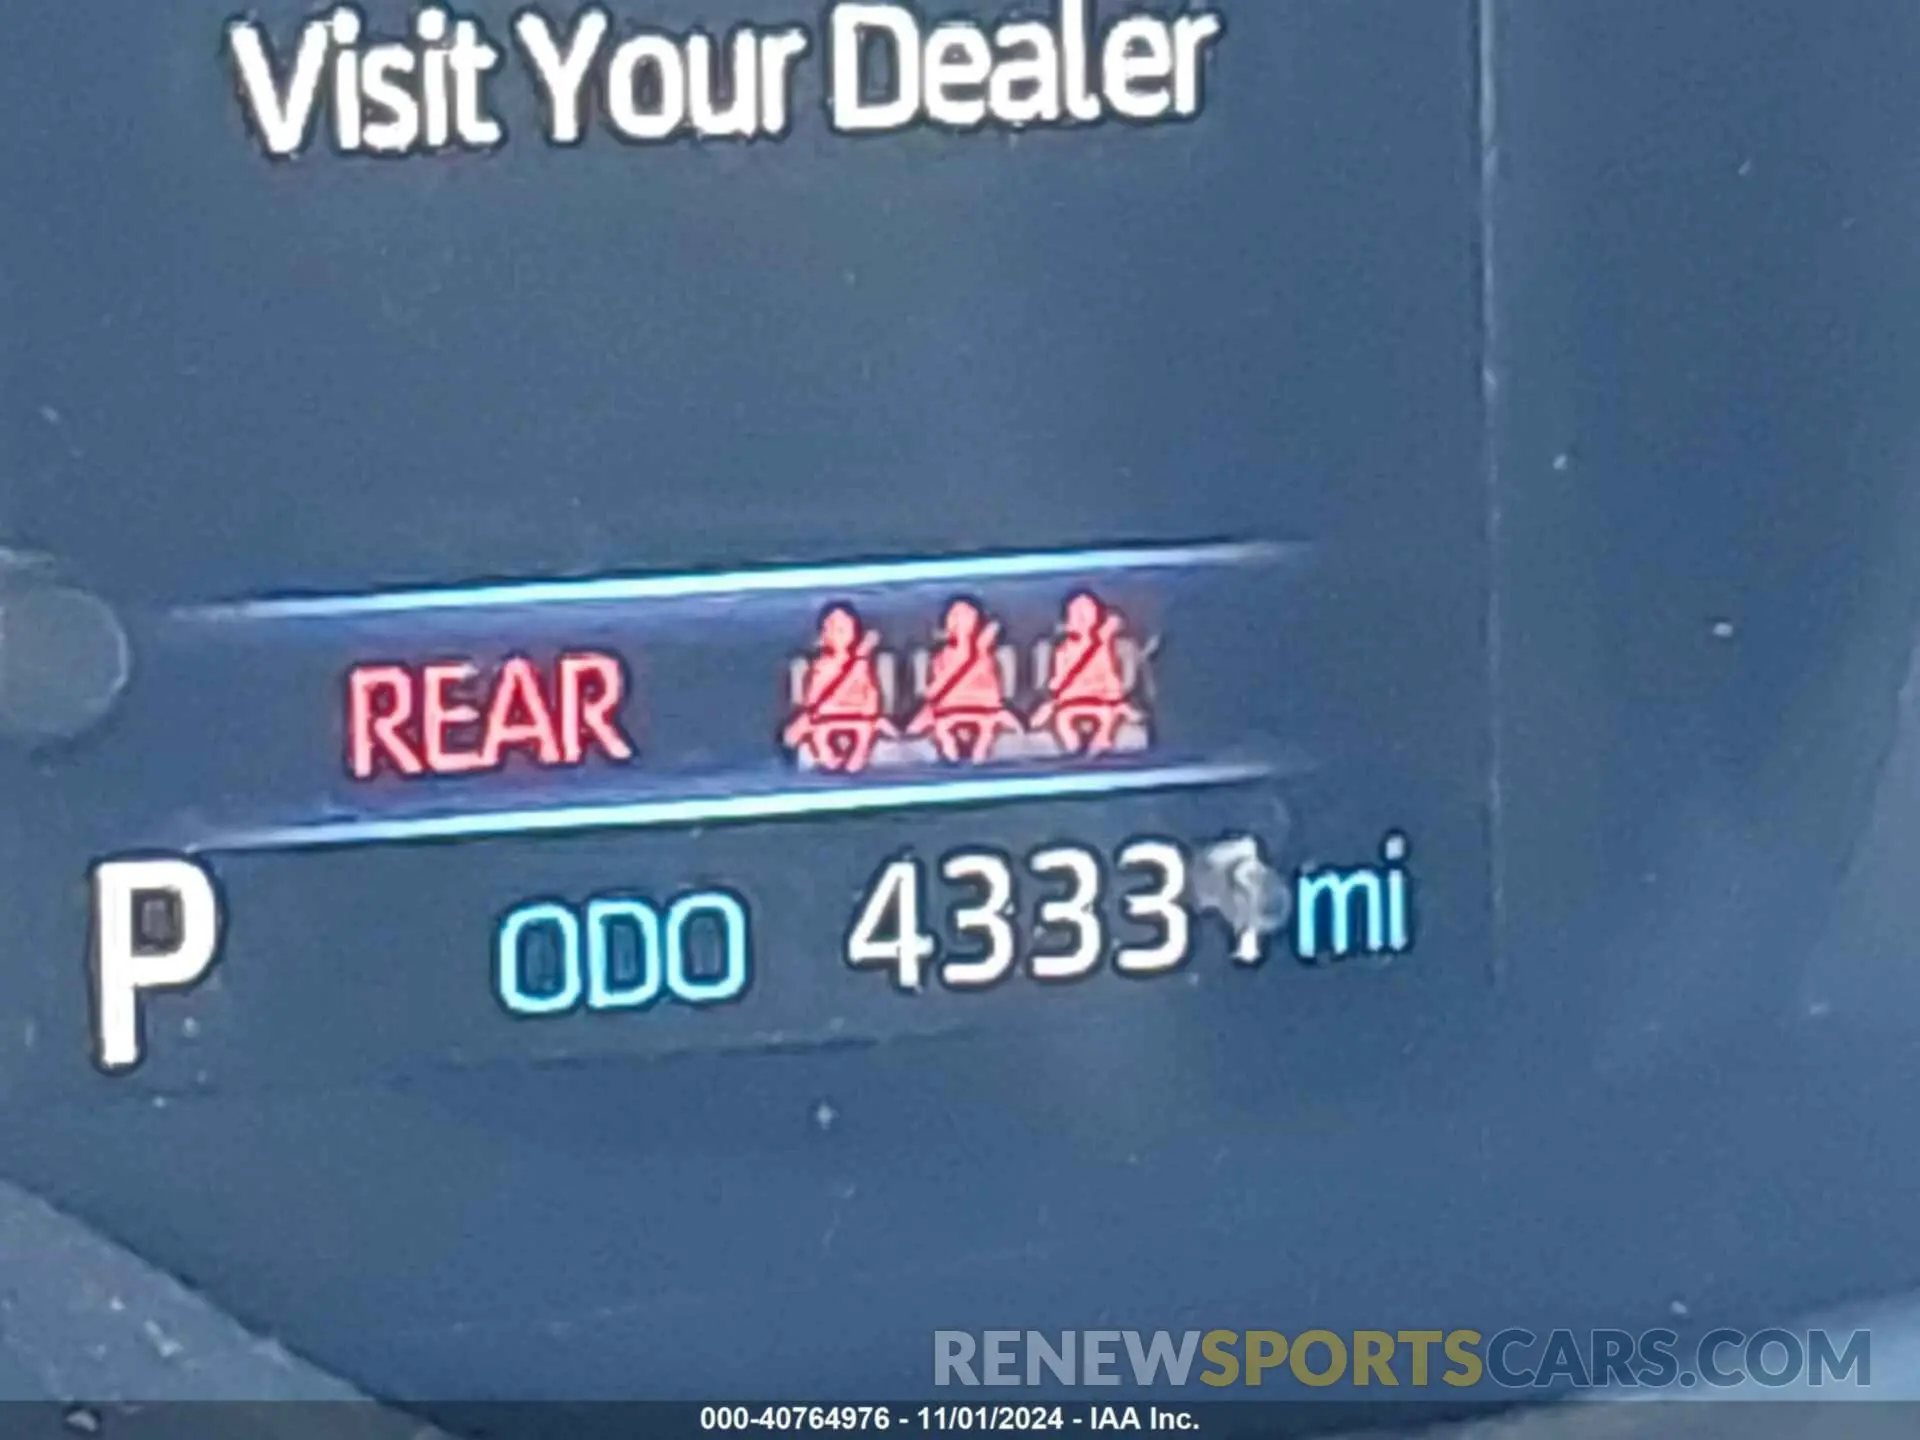 Visit Your Dealer
REAR
P ODO 4333 mi
RENEWSPORTSCARS.COM
000-40764976 - 11/01/2024 - IAA Inc.